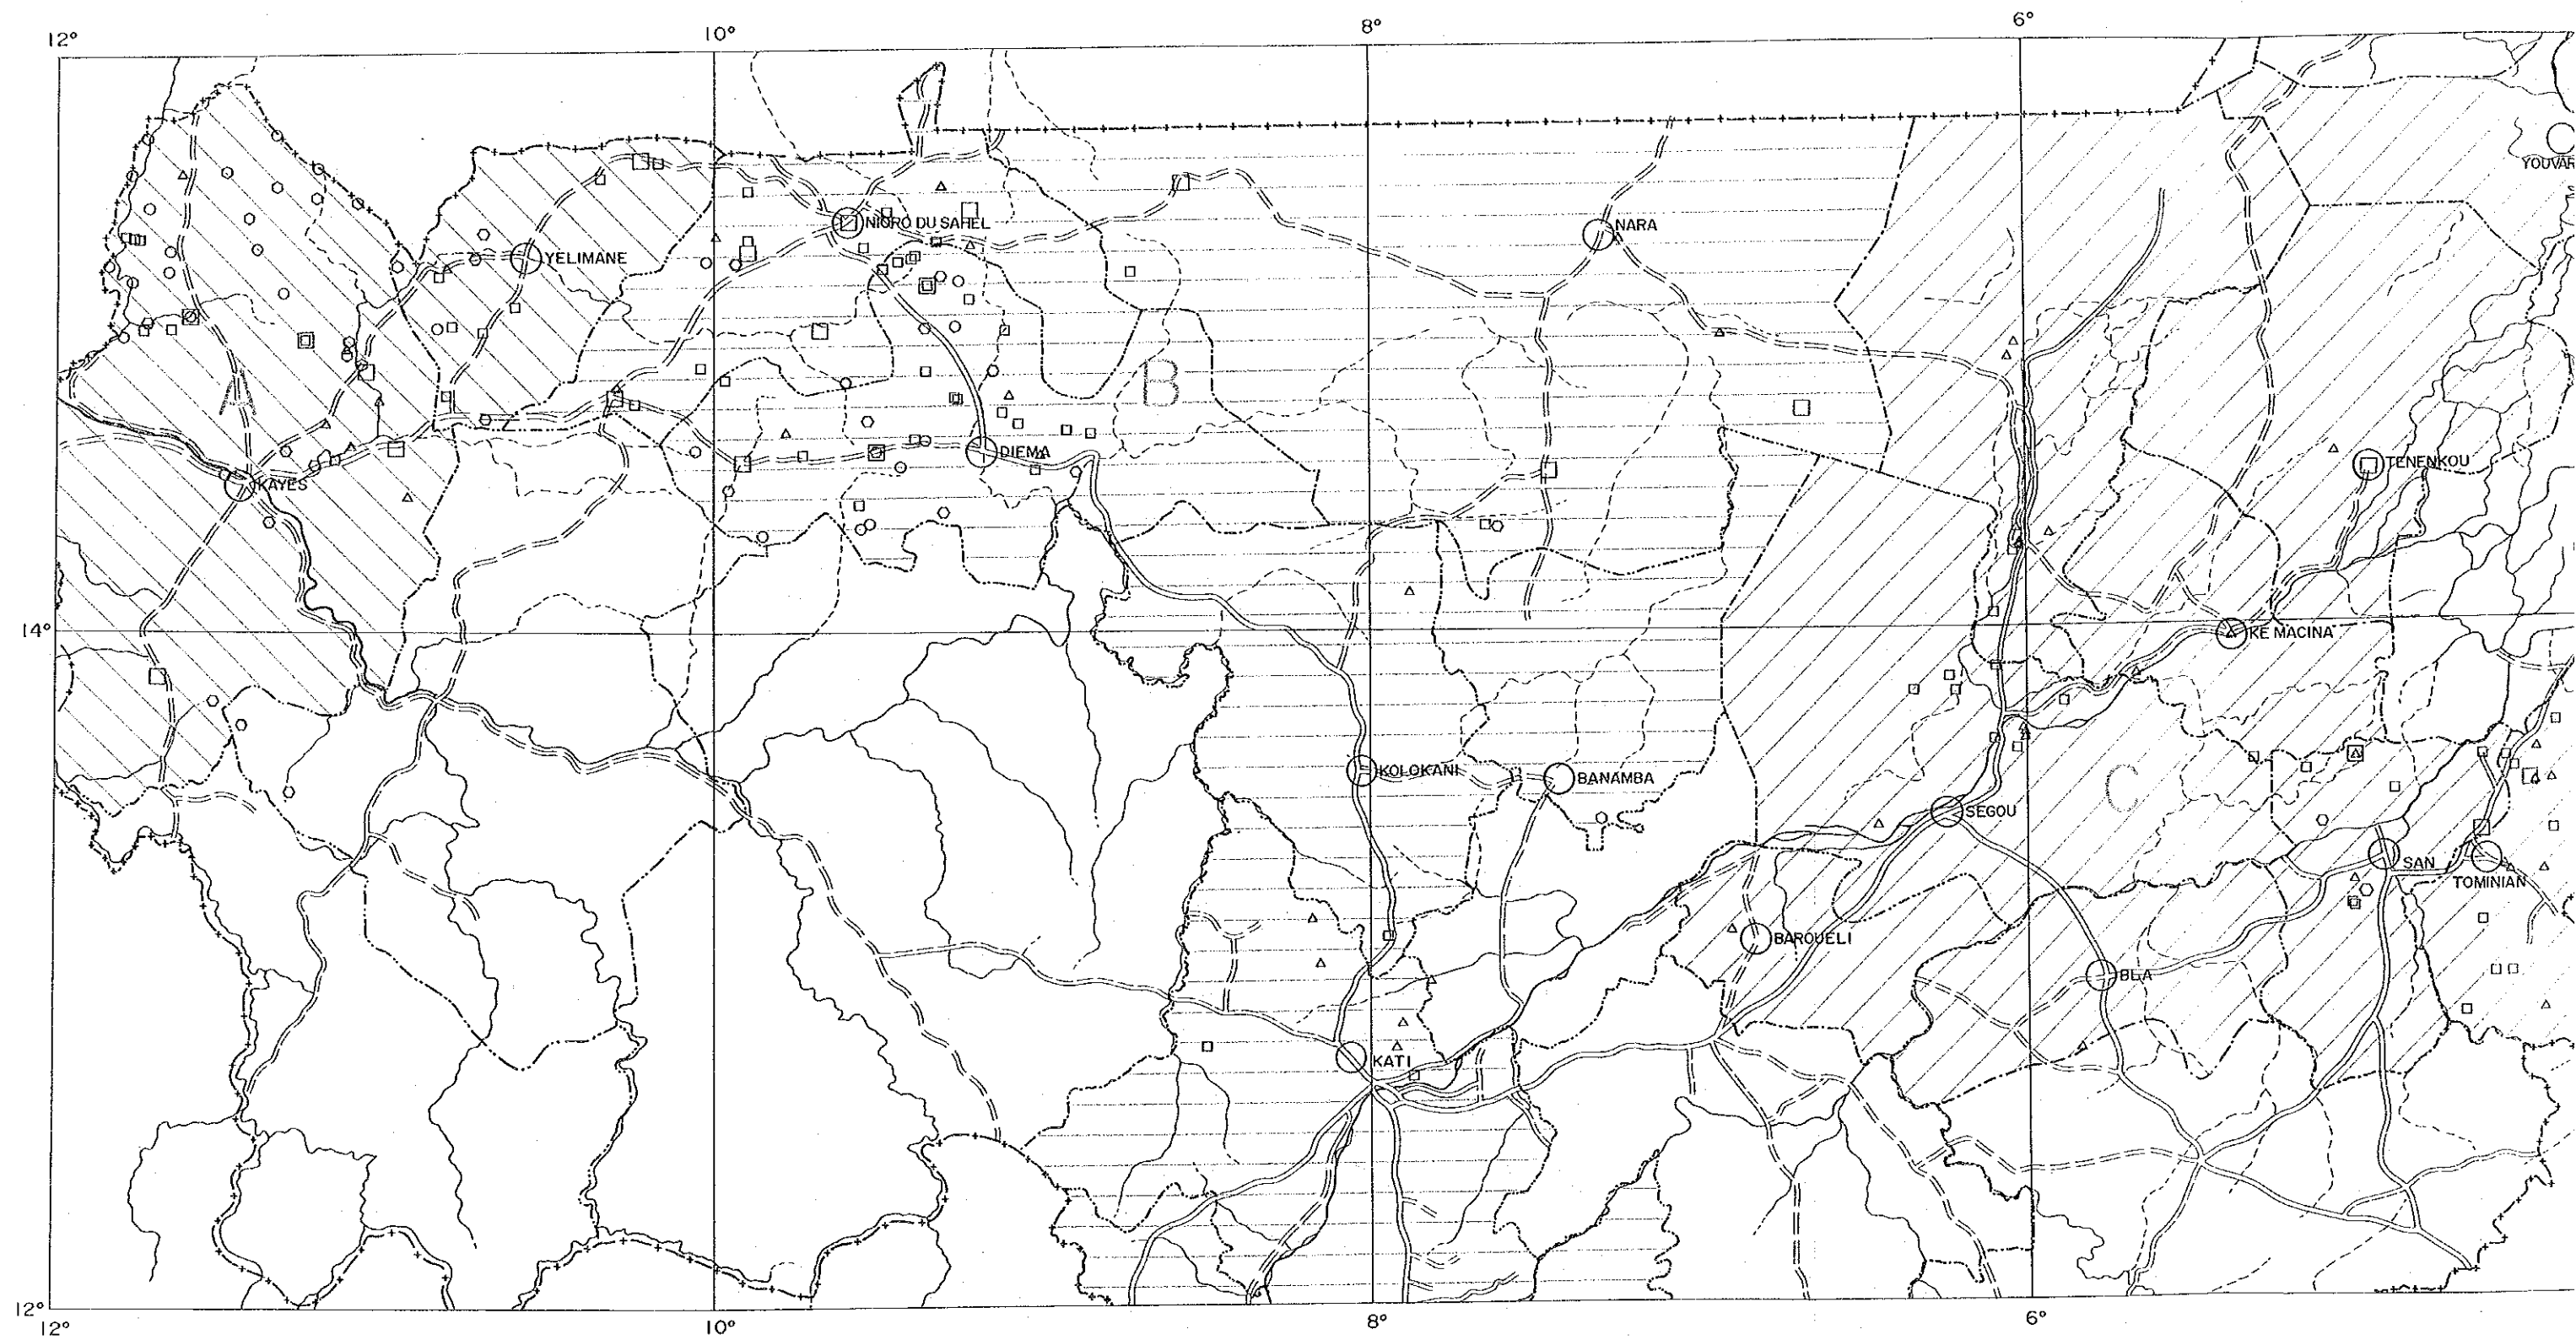 12°
10°
8°
6°
YOUVAR
NIORO DU SAHEL
NARA
YELIMANE
B
A
DIEMA
TENENKOU
KAYES
14°
KE MACINA
KOLOKANI
BANAMBA
C
SEGOU
SAN
TOMINIAN
BAROUELI
BLA
KATI
12°
12°
10°
8°
6°